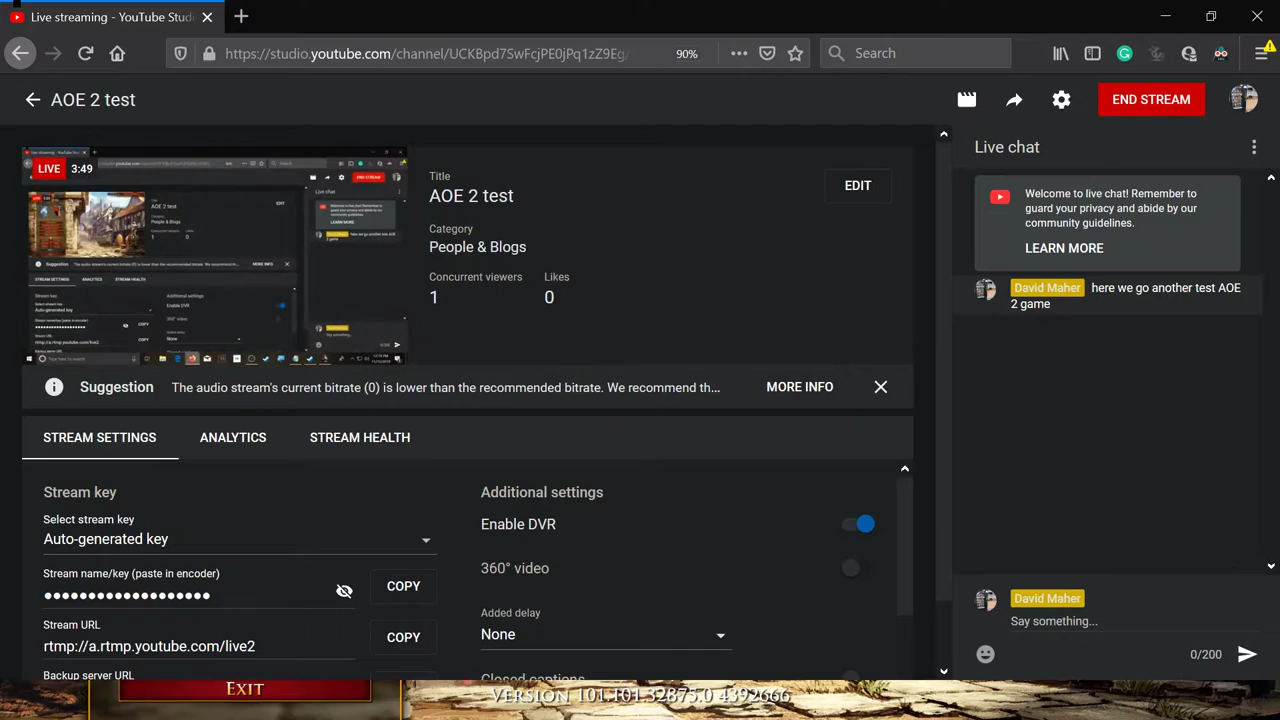 Live streaming - YouTube Studi
https://studio.youtube.com/channel/UCKBpd7SwFcjPE0jPq1zZ9Eg/
90%
Search
AOE 2 test
END STREAM
LIVE 3:49
Title
AOE 2 test
EDIT
Category
People & Blogs
Concurrent viewers
Likes
1
0
Suggestion
The audio stream's current bitrate (0) is lower than the recommended bitrate. We recommend th...
MORE INFO
STREAM SETTINGS
ANALYTICS
STREAM HEALTH
Stream key
Select stream key
Auto-generated key
Stream name/key (paste in encoder)
COPY
Stream URL
rtmp://a.rtmp.youtube.com/live2
COPY
Backup server URL
Additional settings
Enable DVR
360° video
Added delay
None
Closed captions
Live chat
Welcome to live chat! Remember to
guard your privacy and abide by our
community guidelines.
LEARN MORE
David Maher here we go another test AOE
2 game
David Maher
Say something...
0/200
EXIT
VERSION 101.101.32875.0 4392666